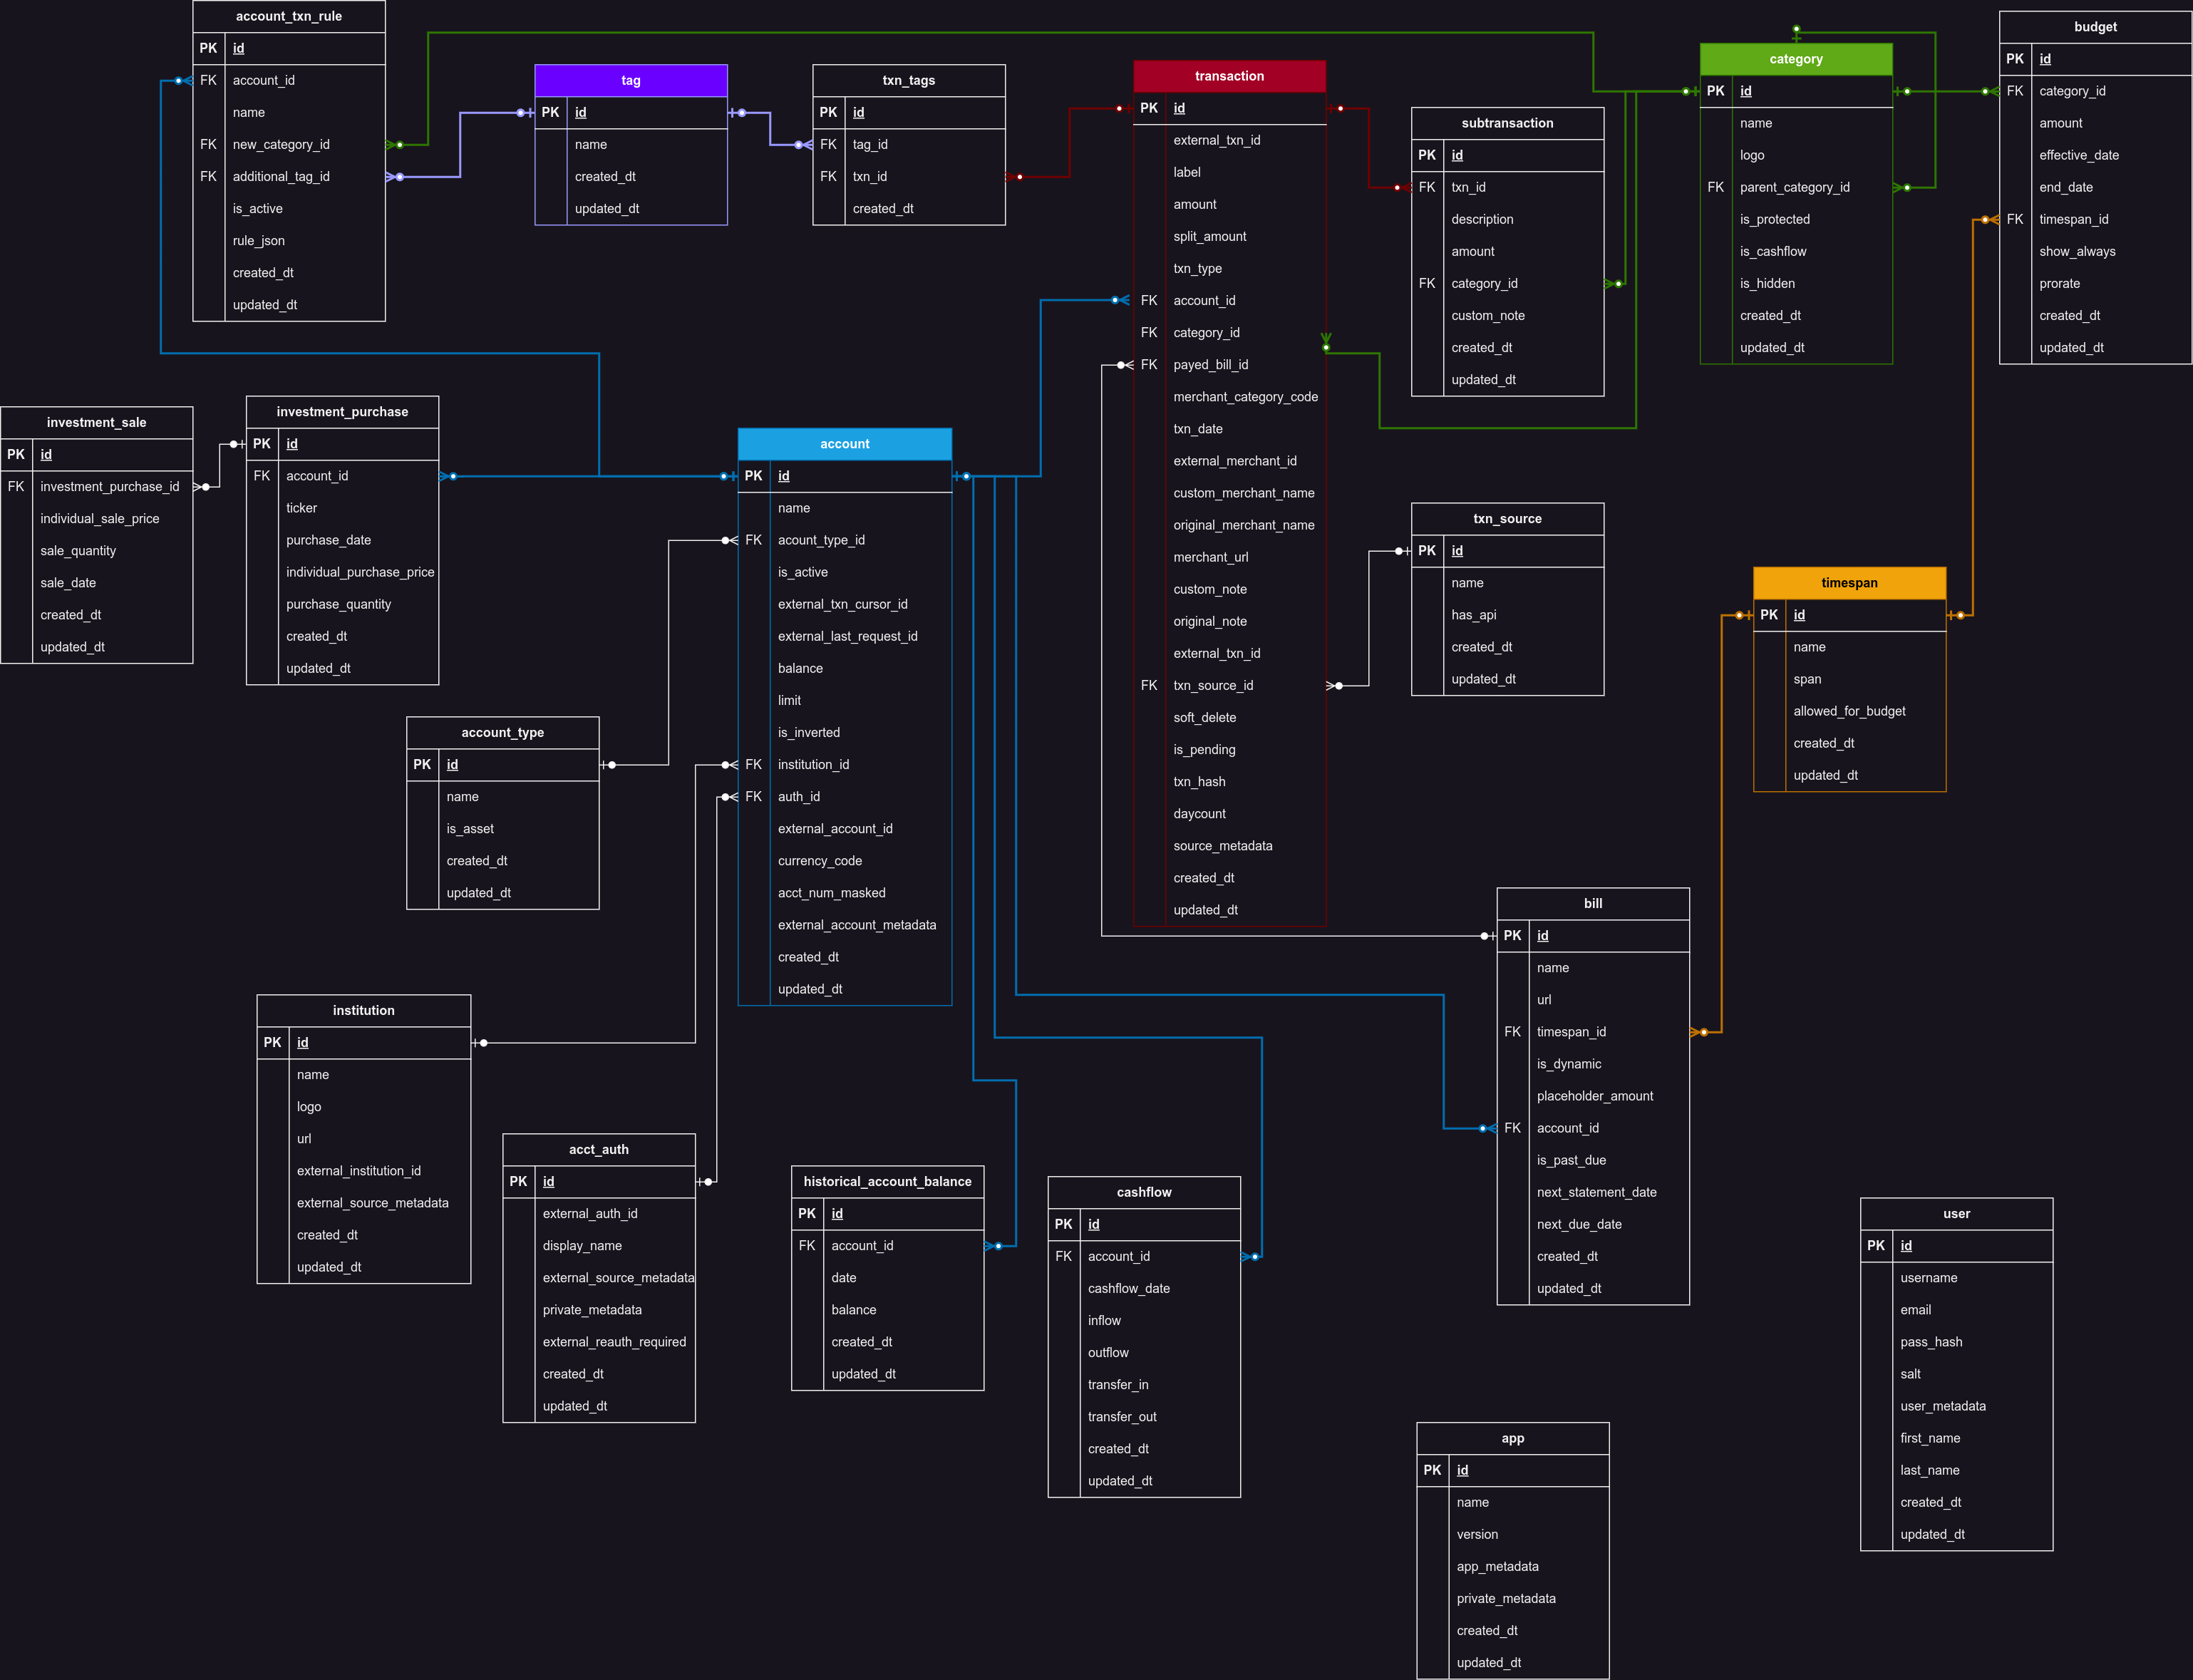 account_txn_rule
PK id
FK account_id
name
FK new_category_id
FK additional_tag_id
is_active
rule_json
created_dt
updated_dt
tag
PK id
name
created_dt
updated_dt
txn_tags
PK id
FK tag_id
FK txn_id
created_dt
transaction
PK id
external_txn_id
label
amount
split_amount
txn_type
FK account_id
FK category_id
FK payed_bill_id
merchant_category_code
txn_date
external_merchant_id
custom_merchant_name
original_merchant_name
merchant_url
custom_note
original_note
external_txn_id
FK txn_source_id
soft_delete
is_pending
txn_hash
daycount
source_metadata
created_dt
updated_dt
subtransaction
PK id
FK txn_id
description
amount
FK category_id
custom_note
created_dt
updated_dt
category
PK id
name
logo
FK parent_category_id
is_protected
is_cashflow
is_hidden
created_dt
updated_dt
budget
PK id
FK category_id
amount
effective_date
end_date
FK timespan_id
show_always
prorate
created_dt
updated_dt
investment_sale
PK id
FK investment_purchase_id
individual_sale_price
sale_quantity
sale_date
created_dt
updated_dt
investment_purchase
PK id
FK account_id
ticker
purchase_date
individual_purchase_price
purchase_quantity
created_dt
updated_dt
account
PK id
name
FK acount_type_id
is_active
external_txn_cursor_id
external_last_request_id
balance
limit
is_inverted
FK institution_id
FK auth_id
external_account_id
currency_code
acct_num_masked
external_account_metadata
created_dt
updated_dt
txn_source
PK id
name
has_api
created_dt
updated_dt
timespan
PK id
name
span
allowed_for_budget
created_dt
updated_dt
account_type
PK id
name
is_asset
created_dt
updated_dt
bill
PK id
name
url
FK timespan_id
is_dynamic
placeholder_amount
FK account_id
is_past_due
next_statement_date
next_due_date
created_dt
updated_dt
institution
PK id
name
logo
url
external_institution_id
external_source_metadata
created_dt
updated_dt
acct_auth
PK id
external_auth_id
display_name
external_source_metadata
private_metadata
external_reauth_required
created_dt
updated_dt
historical_account_balance
PK id
FK account_id
date
balance
created_dt
updated_dt
cashflow
PK id
FK account_id
cashflow_date
inflow
outflow
transfer_in
transfer_out
created_dt
updated_dt
user
PK id
username
email
pass_hash
salt
user_metadata
first_name
last_name
created_dt
updated_dt
app
PK id
name
version
app_metadata
private_metadata
created_dt
updated_dt